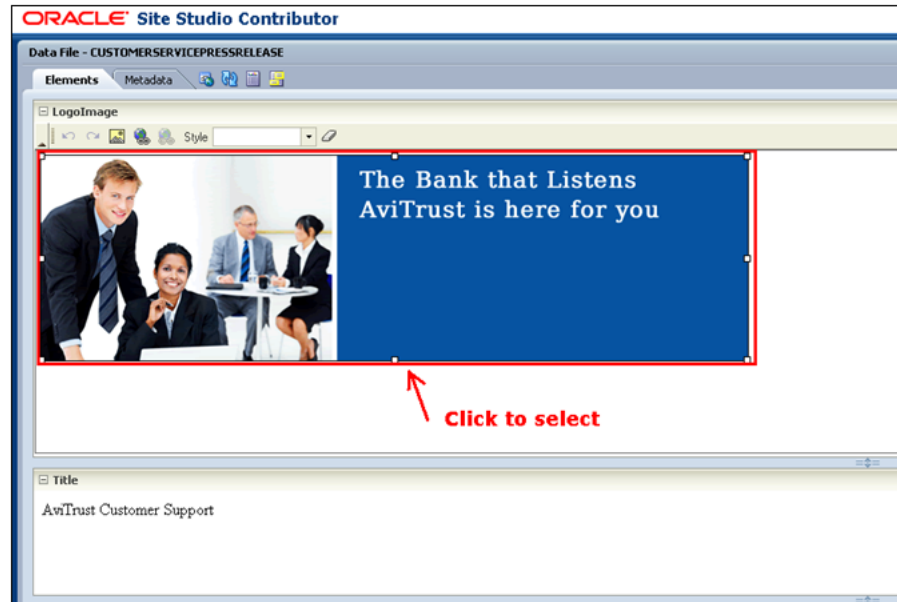 ORACLE Site Studio Contributor
Data File - CUSTOMERSERVICEPRESSRELEASE
Elements Metadata
LogoImage
Style
The Bank that Listens
AviTrust is here for you
Click to select
Title
AviTrust Customer Support